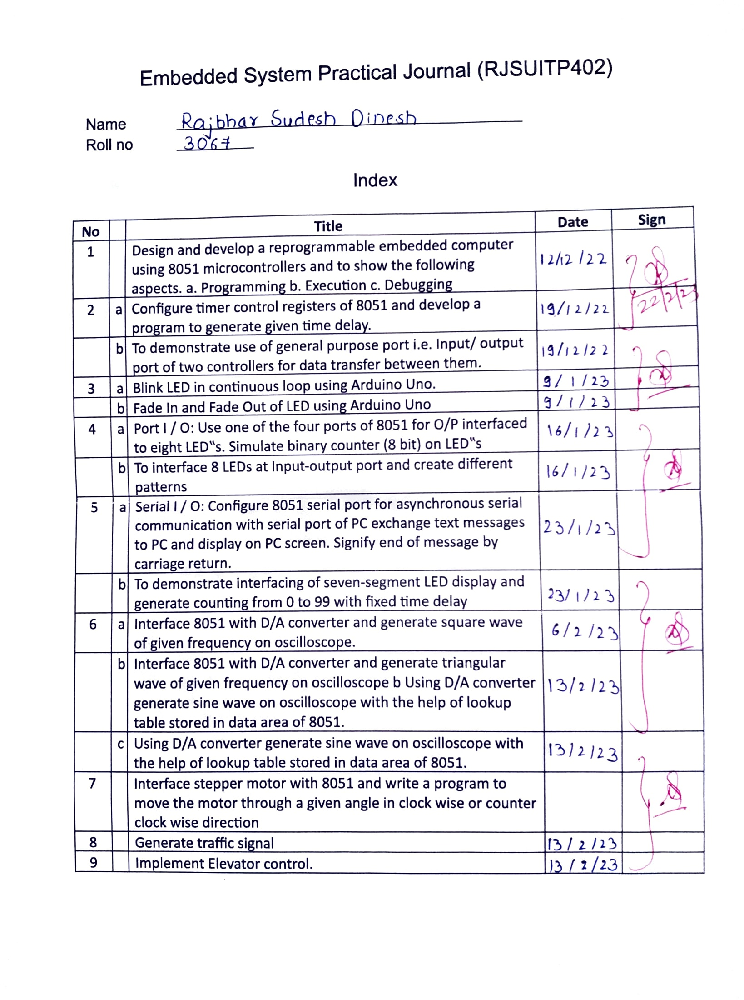 Embedded System Practical Journal (RJSUITP402)
Name Rajbhar Sudesh Dinesh
Roll no 3067
Index
No Title Date Sign
1 Design and develop a reprogrammable embedded computer
using 8051 microcontrollers and to show the following
aspects. a. Programming b. Execution c. Debugging
12/12/22
22/2/23
2 a Configure timer control registers of 8051 and develop a
program to generate given time delay.
19/12/22
b To demonstrate use of general purpose port i.e. Input/ output
port of two controllers for data transfer between them.
19/12/22
3 a Blink LED in continuous loop using Arduino Uno. 9/1/23
b Fade In and Fade Out of LED using Arduino Uno 9/1/23
4 a Port I / O: Use one of the four ports of 8051 for O/P interfaced
to eight LED‟s. Simulate binary counter (8 bit) on LED‟s
16/1/23
b To interface 8 LEDs at Input-output port and create different
patterns
16/1/23
5 a Serial I / O: Configure 8051 serial port for asynchronous serial
communication with serial port of PC exchange text messages
to PC and display on PC screen. Signify end of message by
carriage return.
23/1/23
b To demonstrate interfacing of seven-segment LED display and
generate counting from 0 to 99 with fixed time delay
23/1/23
6 a Interface 8051 with D/A converter and generate square wave
of given frequency on oscilloscope.
6/2/23
b Interface 8051 with D/A converter and generate triangular
wave of given frequency on oscilloscope b Using D/A converter
generate sine wave on oscilloscope with the help of lookup
table stored in data area of 8051.
13/2/23
c Using D/A converter generate sine wave on oscilloscope with
the help of lookup table stored in data area of 8051.
13/2/23
7 Interface stepper motor with 8051 and write a program to
move the motor through a given angle in clock wise or counter
clock wise direction
8 Generate traffic signal 13/2/23
9 Implement Elevator control. 13/2/23